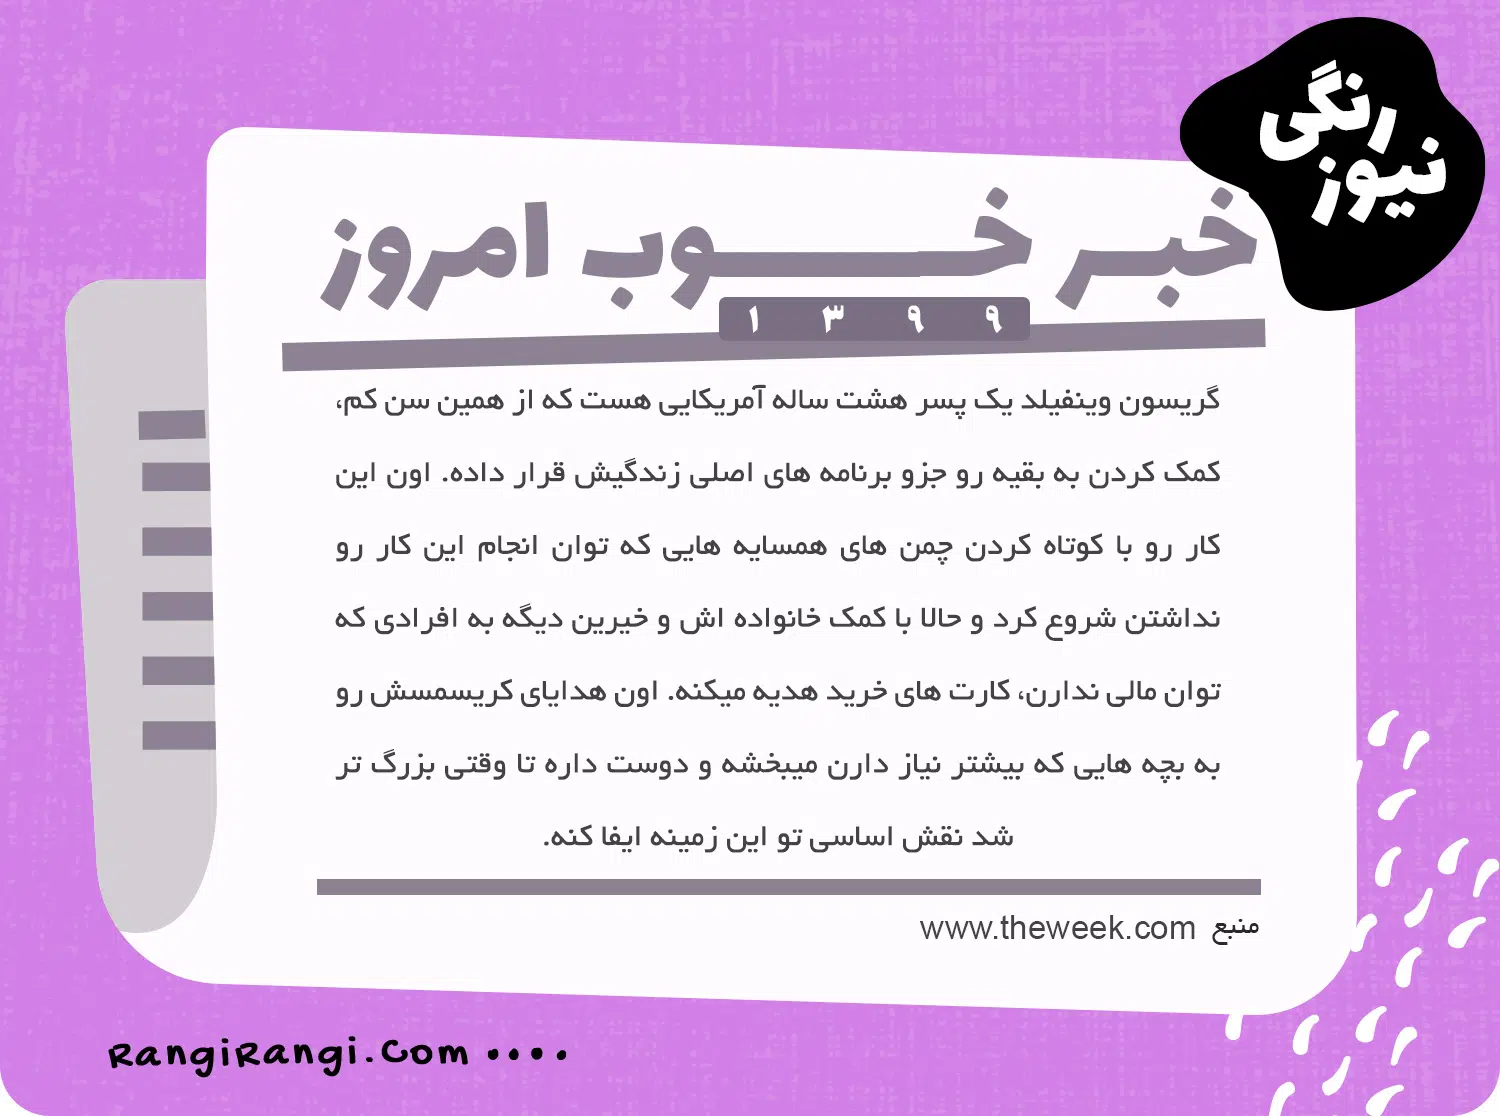 رنگی
نیوز
خبر خـــوب امروز
۱۳۹۹
گریسون وینفیلد یک پسر هشت ساله آمریکایی هست که از همین سن کم،
کمک کردن به بقیه رو جزو برنامه های اصلی زندگیش قرار داده. اون این
کار رو با کوتاه کردن چمن های همسایه هایی که توان انجام این کار رو
نداشتن شروع کرد و حالا با کمک خانواده اش و خیرین دیگه به افرادی که
توان مالی ندارن، کارت های خرید هدیه میکنه. اون هدایای کریسمسش رو
به بچه هایی که بیشتر نیاز دارن میبخشه و دوست داره تا وقتی بزرگ تر
شد نقش اساسی تو این زمینه ایفا کنه.
منبع www.theweek.com
RangiRangi.Com ....